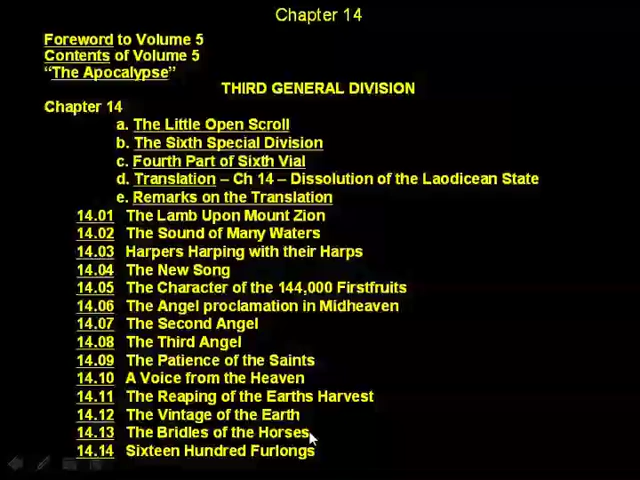 Chapter 14
Foreword to Volume 5
Contents of Volume 5
“The Apocalypse”
THIRD GENERAL DIVISION
Chapter 14
a. The Little Open Scroll
b. The Sixth Special Division
c. Fourth Part of Sixth Vial
d. Translation – Ch 14 – Dissolution of the Laodicean State
e. Remarks on the Translation
14.01 The Lamb Upon Mount Zion
14.02 The Sound of Many Waters
14.03 Harpers Harping with their Harps
14.04 The New Song
14.05 The Character of the 144,000 Firstfruits
14.06 The Angel proclamation in Midheaven
14.07 The Second Angel
14.08 The Third Angel
14.09 The Patience of the Saints
14.10 A Voice from the Heaven
14.11 The Reaping of the Earths Harvest
14.12 The Vintage of the Earth
14.13 The Bridles of the Horses
14.14 Sixteen Hundred Furlongs